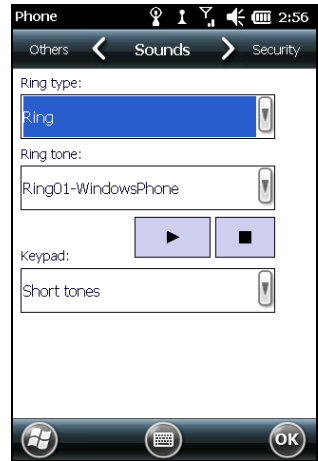 Phone 2:56
Others Sounds Security
Ring type:
Ring
Ring tone:
Ring01-WindowsPhone
Keypad:
Short tones
OK